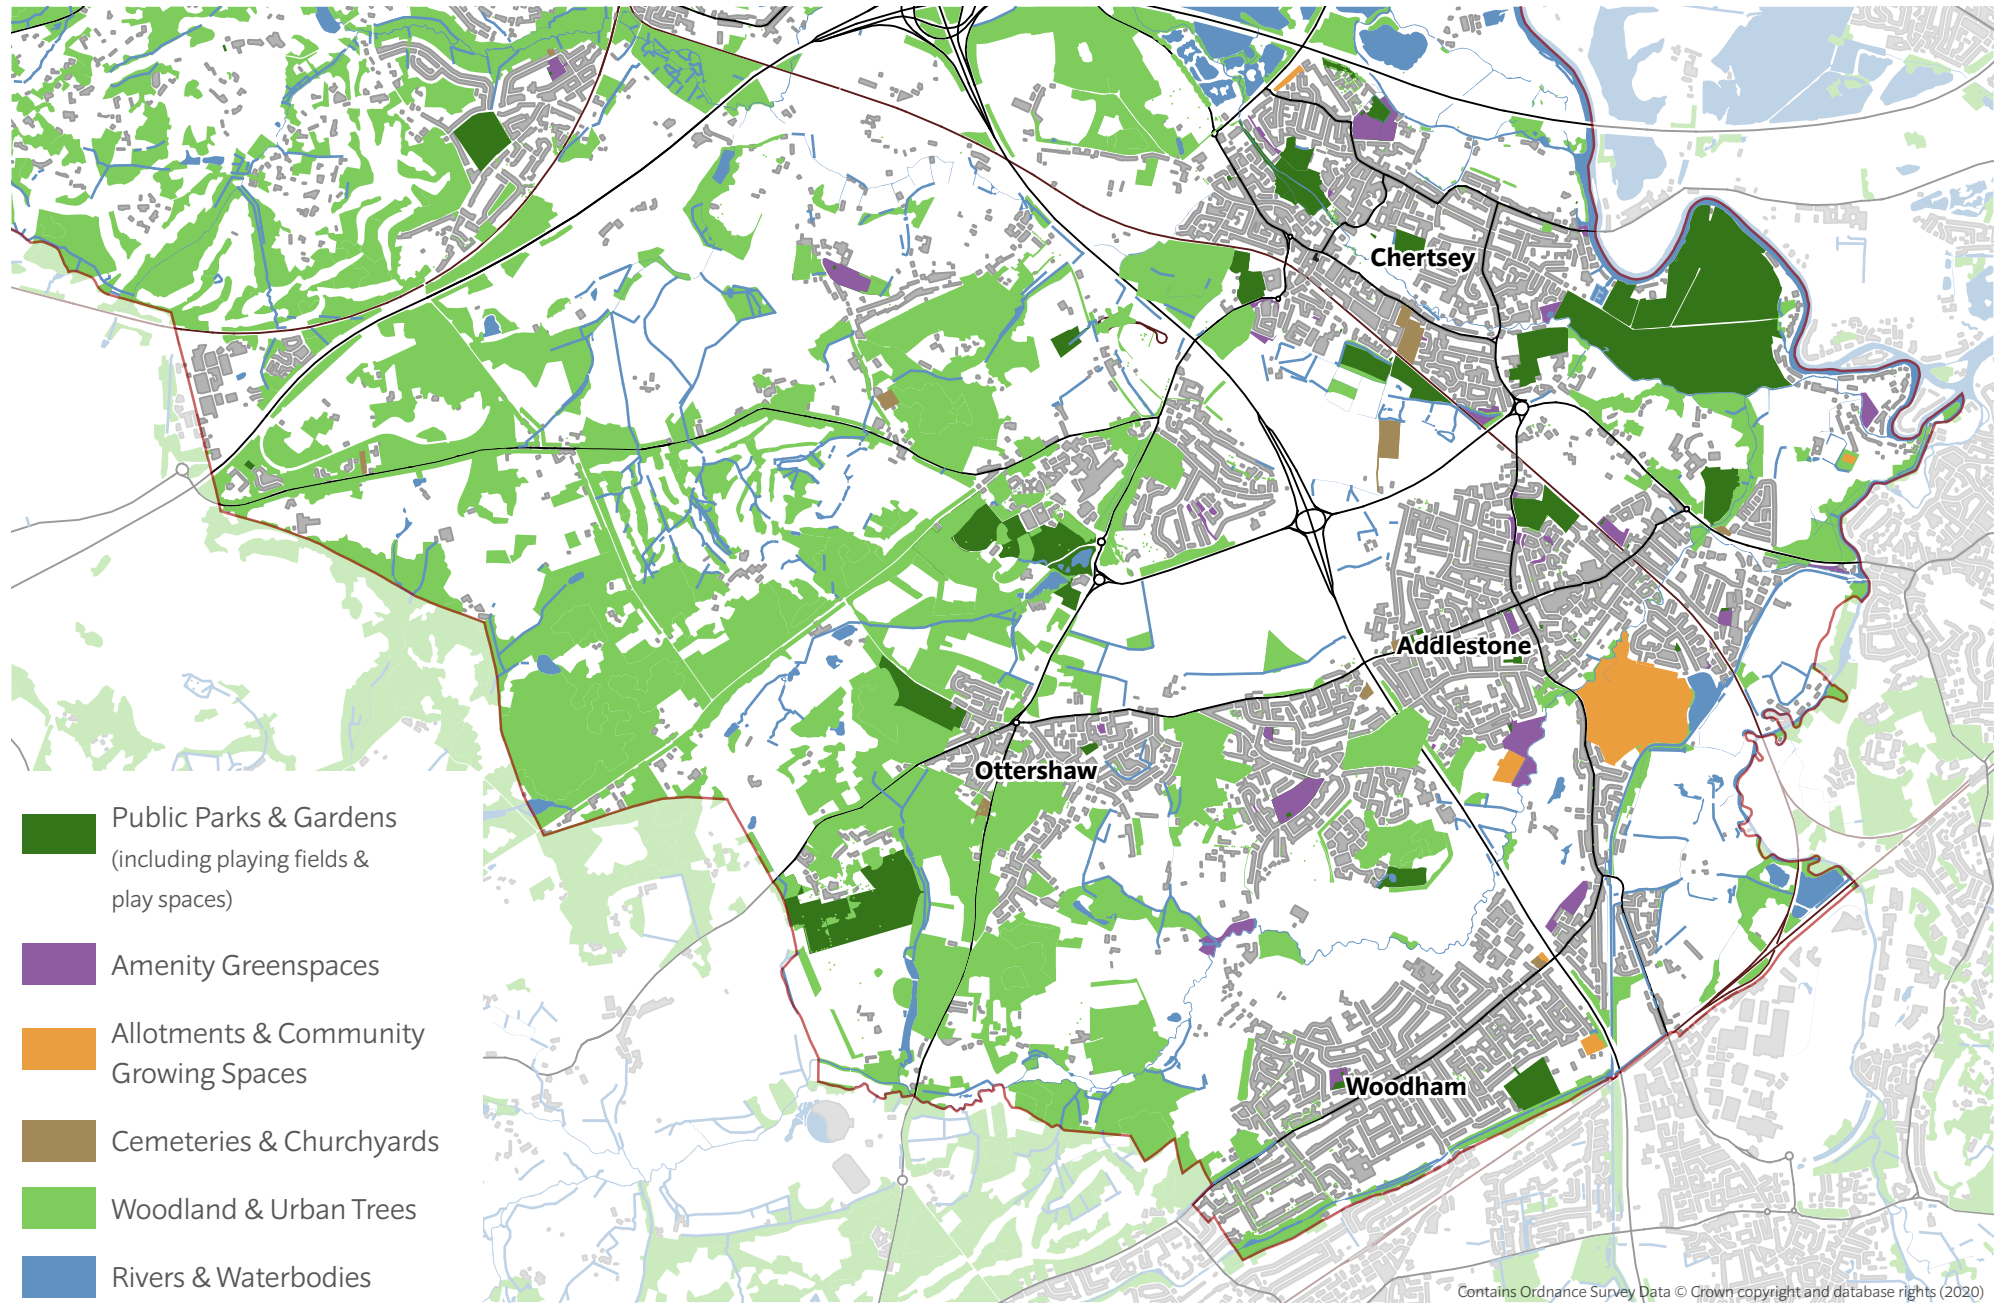 Chertsey
Addlestone
Ottershaw
Woodham
Public Parks & Gardens
(including playing fields &
play spaces)
Amenity Greenspaces
Allotments & Community
Growing Spaces
Cemeteries & Churchyards
Woodland & Urban Trees
Rivers & Waterbodies
Contains Ordnance Survey Data © Crown copyright and database rights (2020)